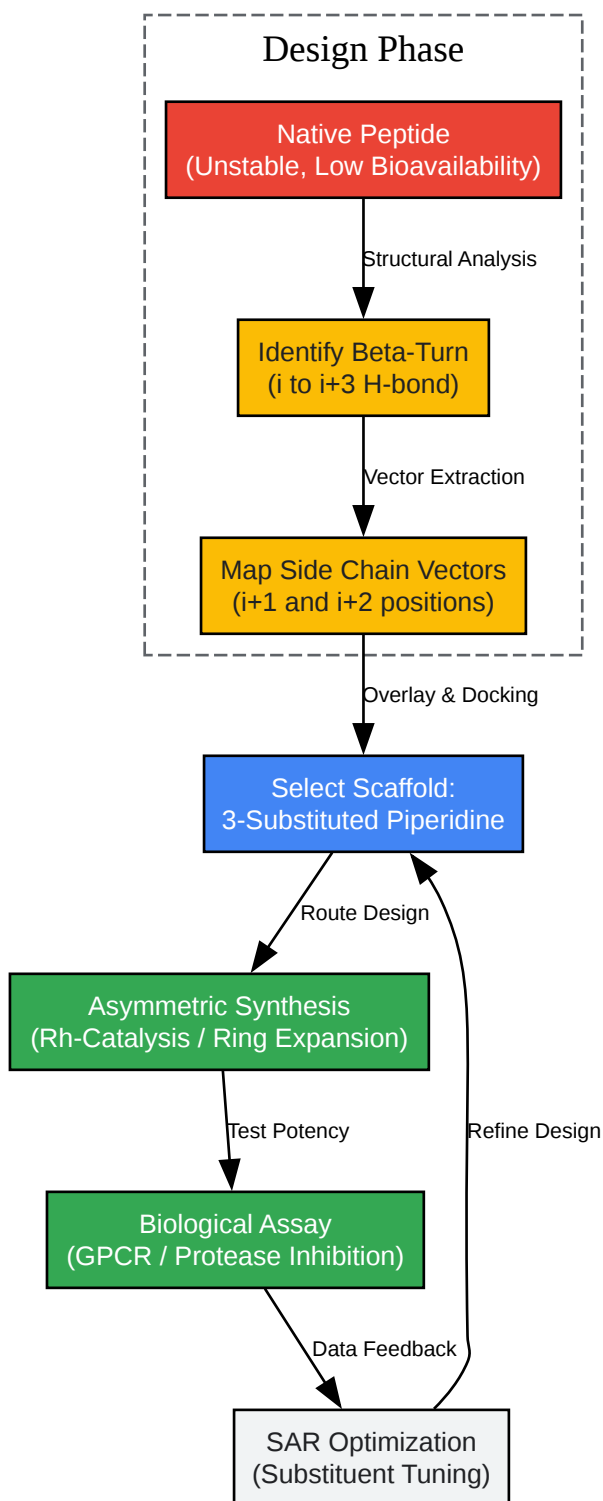 Design Phase
Native Peptide
(Unstable, Low Bioavailability)
Structural Analysis
Identify Beta-Turn
(i to i+3 H-bond)
Vector Extraction
Map Side Chain Vectors
(i+1 and i+2 positions)
Overlay & Docking
Select Scaffold:
3-Substituted Piperidine
Route Design
Asymmetric Synthesis
(Rh-Catalysis / Ring Expansion)
Test Potency
Refine Design
Biological Assay
(GPCR / Protease Inhibition)
Data Feedback
SAR Optimization
(Substituent Tuning)